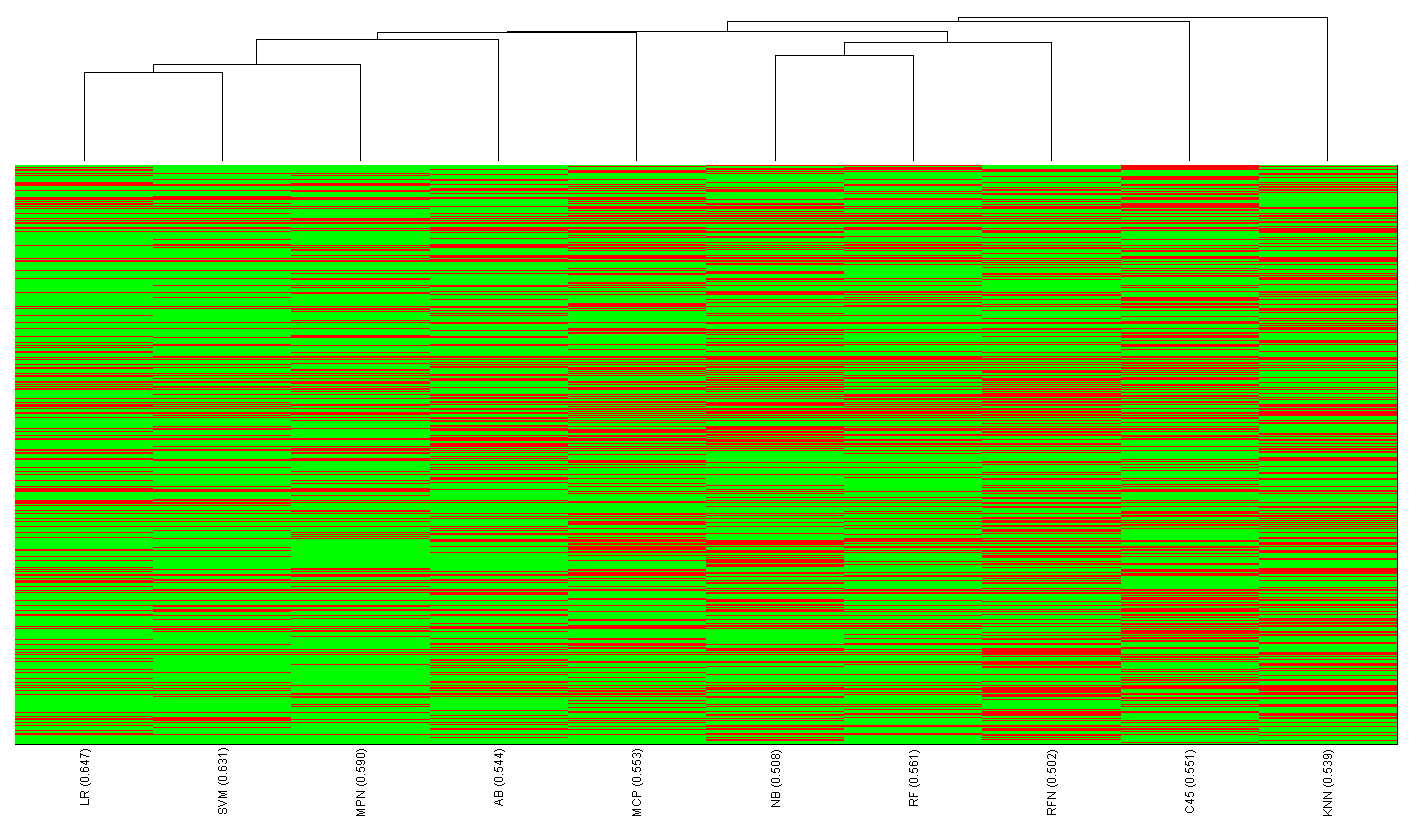 LR (0.647)
SVM (0.631)
MPN (0.590)
AB (0.544)
MCP (0.553)
NB (0.508)
RF (0.561)
RFN (0.502)
C45 (0.551)
KNN (0.539)